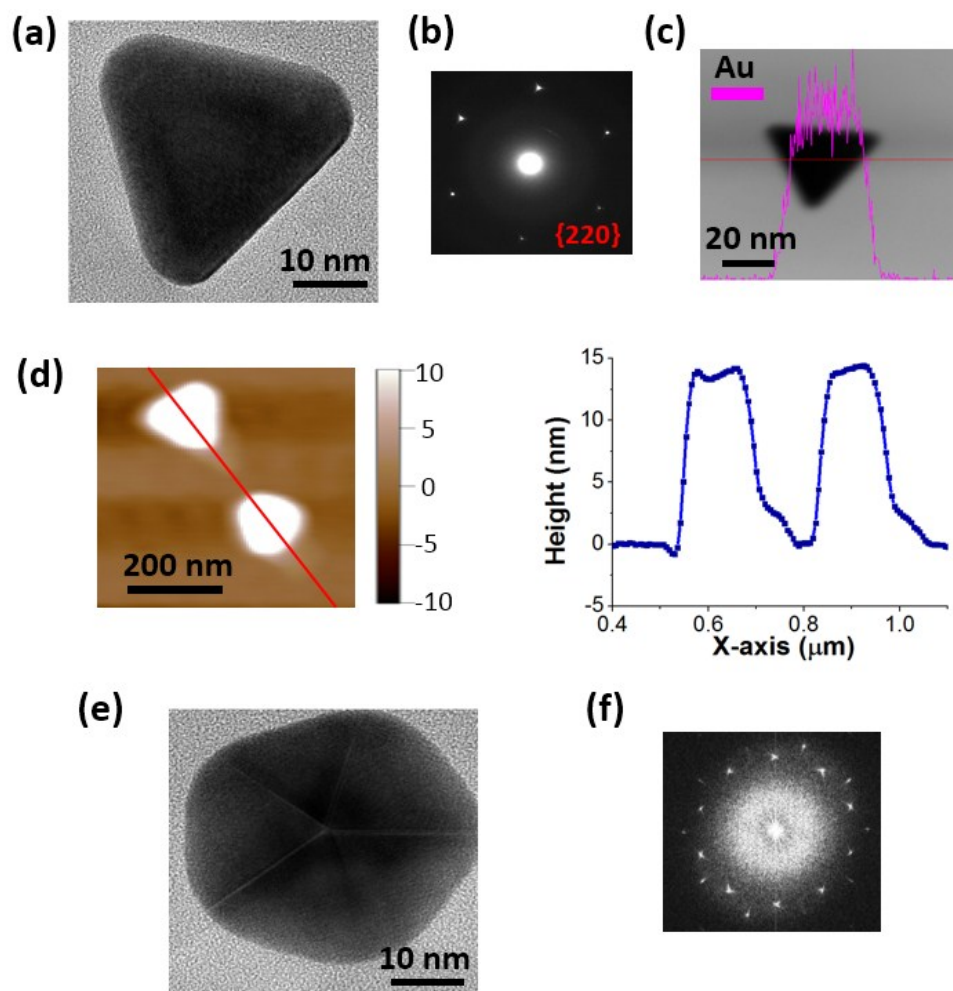 (a)
10 nm
(b)
{220}
(c)
Au
20 nm
(d)
200 nm
10
5
0
-5
-10
15
10
5
0
-5
Height (nm)
0.4
0.6
0.8
1.0
X-axis (μm)
(e)
10 nm
(f)